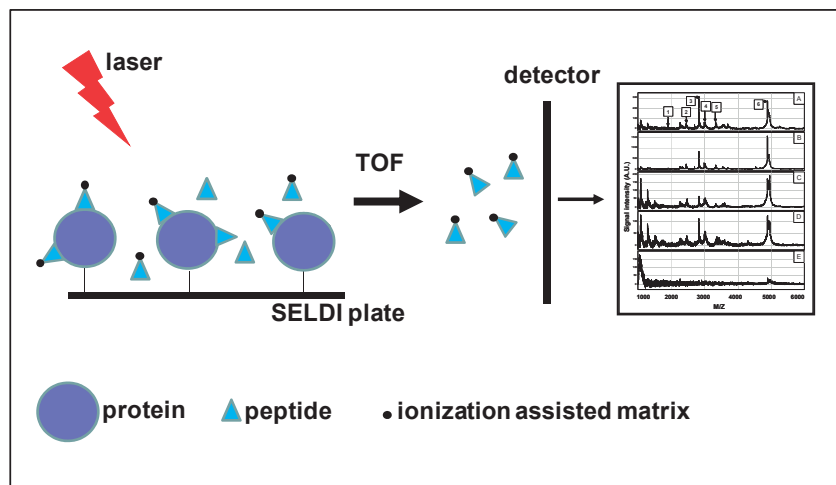 laser
TOF
detector
SELDI plate
A
B
C
D
E
1
2
3
4
5
6
Signal Intensity (A.U.)
1000 2000 3000 4000 5000 6000
M/Z
protein
peptide
ionization assisted matrix